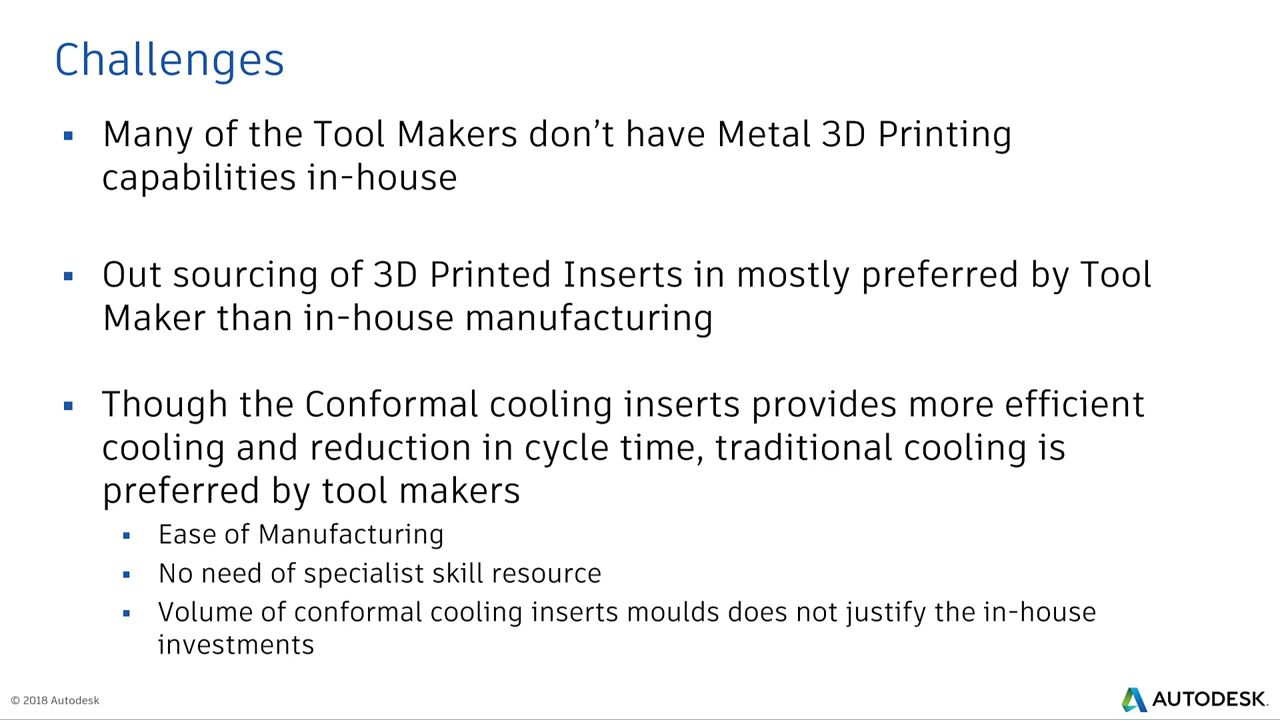 Challenges
Many of the Tool Makers don’t have Metal 3D Printing
capabilities in-house
Out sourcing of 3D Printed Inserts in mostly preferred by Tool
Maker than in-house manufacturing
Though the Conformal cooling inserts provides more efficient
cooling and reduction in cycle time, traditional cooling is
preferred by tool makers
Ease of Manufacturing
No need of specialist skill resource
Volume of conformal cooling inserts moulds does not justify the in-house
investments
© 2018 Autodesk
AUTODESK.